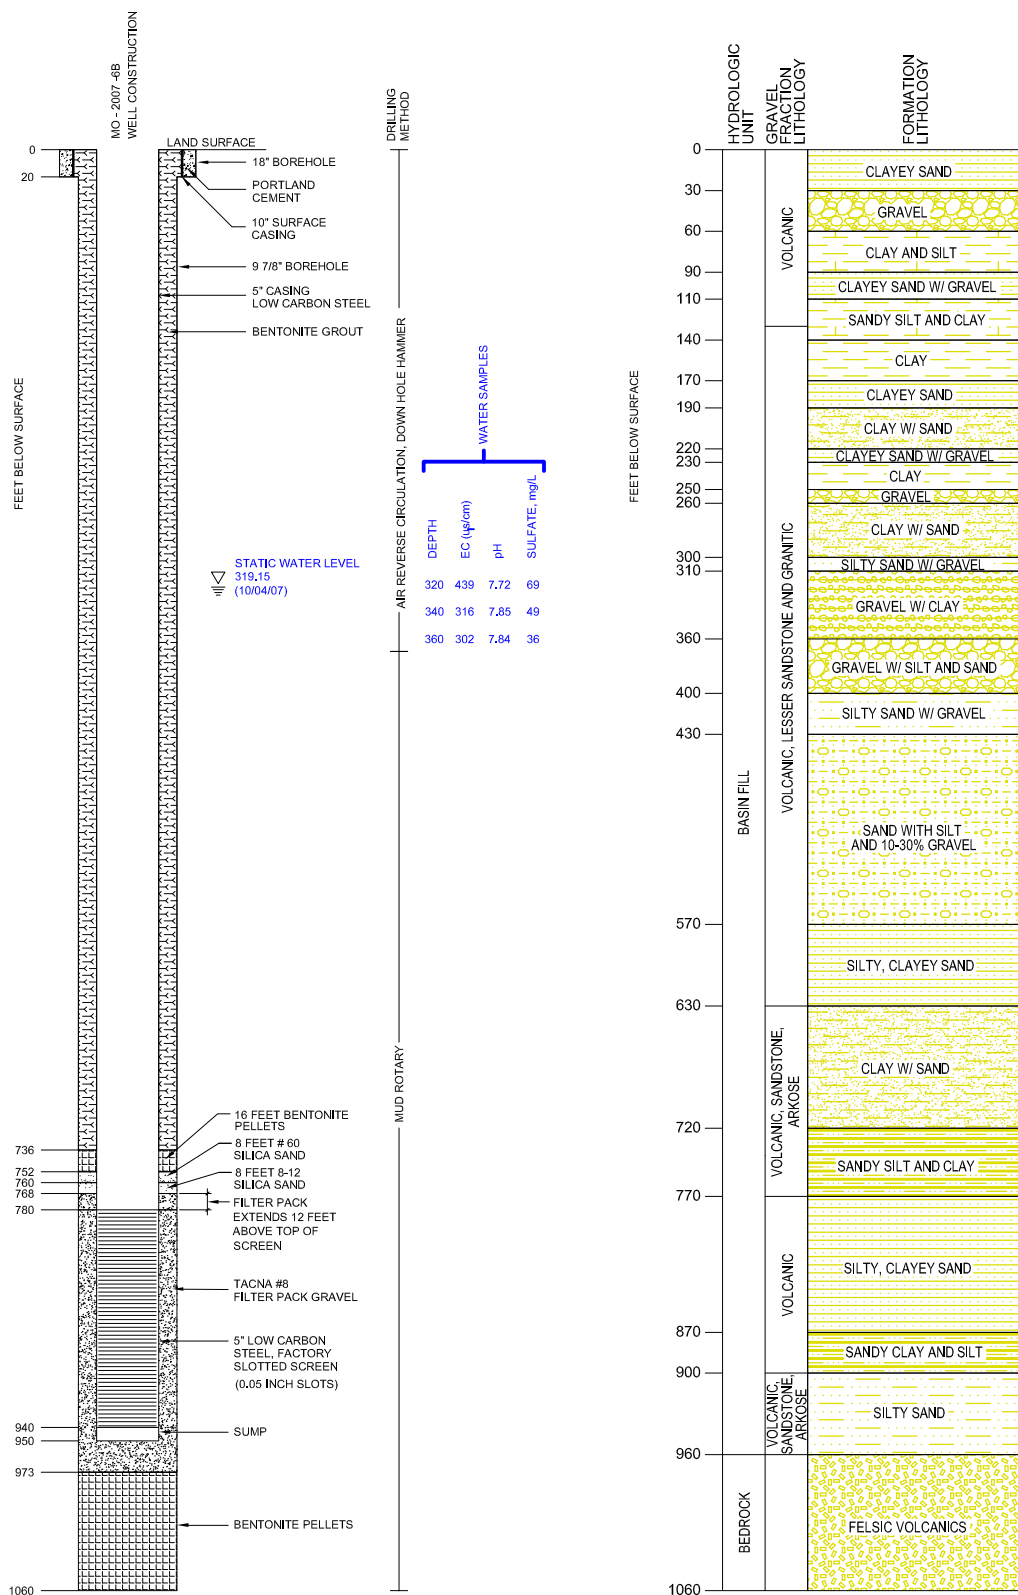 MO - 2007 -6B
WELL CONSTRUCTION
DRILLING
METHOD
LAND SURFACE
0
20
18" BOREHOLE
PORTLAND
CEMENT
10" SURFACE
CASING
9 7/8" BOREHOLE
5" CASING
LOW CARBON STEEL
BENTONITE GROUT
FEET BELOW SURFACE
STATIC WATER LEVEL
319.15
(10/04/07)
AIR REVERSE CIRCULATION, DOWN HOLE HAMMER
WATER SAMPLES
DEPTH EC (µs/cm) pH SULFATE, mg/L
320 439 7.72 69
340 316 7.85 49
360 302 7.84 36
MUD ROTARY
16 FEET BENTONITE
PELLETS
736
8 FEET # 60
SILICA SAND
752
760
8 FEET 8-12
SILICA SAND
768
780
FILTER PACK
EXTENDS 12 FEET
ABOVE TOP OF
SCREEN
TACNA #8
FILTER PACK GRAVEL
5" LOW CARBON
STEEL, FACTORY
SLOTTED SCREEN
(0.05 INCH SLOTS)
940
950
SUMP
973
BENTONITE PELLETS
1060
HYDROLOGIC
UNIT
GRAVEL
FRACTION
LITHOLOGY
FORMATION
LITHOLOGY
FEET BELOW SURFACE
0
30
60
90
110
140
170
190
220
230
250
260
300
310
360
400
430
570
630
720
770
870
900
960
1060
BASIN FILL
BEDROCK
VOLCANIC
VOLCANIC, LESSER SANDSTONE AND GRANITIC
VOLCANIC, SANDSTONE,
ARKOSE
VOLCANIC
VOLCANIC,
SANDSTONE,
ARKOSE
CLAYEY SAND
GRAVEL
CLAY AND SILT
CLAYEY SAND W/ GRAVEL
SANDY SILT AND CLAY
CLAY
CLAYEY SAND
CLAY W/ SAND
CLAYEY SAND W/ GRAVEL
CLAY
GRAVEL
CLAY W/ SAND
SILTY SAND W/ GRAVEL
GRAVEL W/ CLAY
GRAVEL W/ SILT AND SAND
SILTY SAND W/ GRAVEL
SAND WITH SILT
AND 10-30% GRAVEL
SILTY, CLAYEY SAND
CLAY W/ SAND
SANDY SILT AND CLAY
SILTY, CLAYEY SAND
SANDY CLAY AND SILT
SILTY SAND
FELSIC VOLCANICS